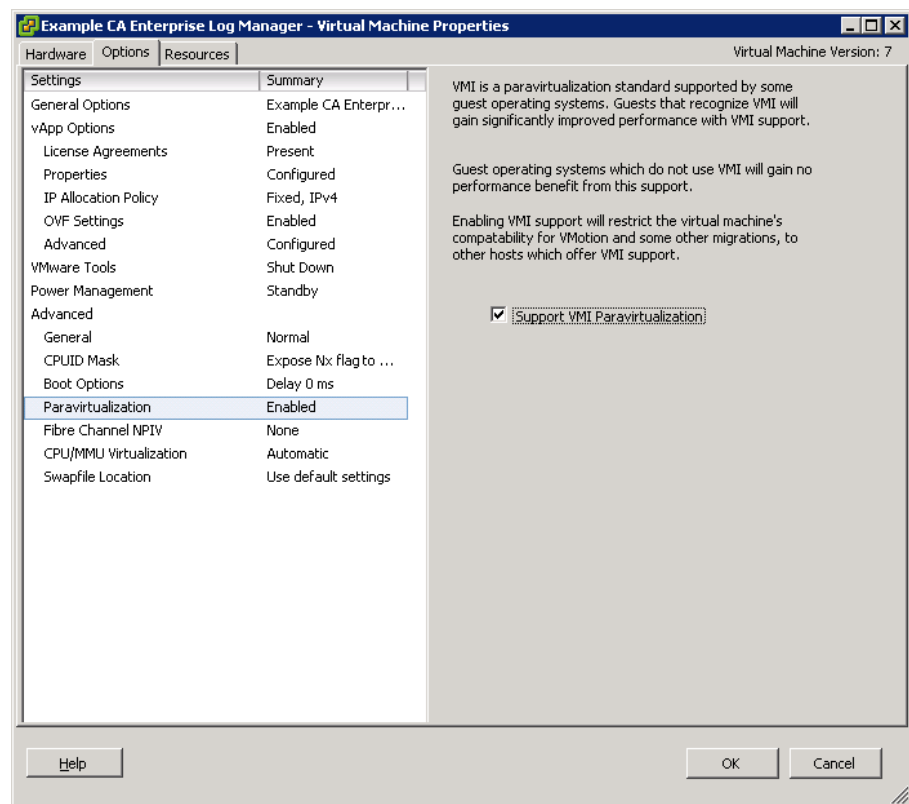 Example CA Enterprise Log Manager - Virtual Machine Properties
Hardware Options Resources Virtual Machine Version: 7
Settings Summary
General Options Example CA Enterpr...
vApp Options Enabled
License Agreements Present
Properties Configured
IP Allocation Policy Fixed, IPv4
OVF Settings Enabled
Advanced Configured
VMware Tools Shut Down
Power Management Standby
Advanced
General Normal
CPUID Mask Expose Nx flag to ...
Boot Options Delay 0 ms
Paravirtualization Enabled
Fibre Channel NPIV None
CPU/MMU Virtualization Automatic
Swapfile Location Use default settings
VMI is a paravirtualization standard supported by some
guest operating systems. Guests that recognize VMI will
gain significantly improved performance with VMI support.
Guest operating systems which do not use VMI will gain no
performance benefit from this support.
Enabling VMI support will restrict the virtual machine's
compatability for VMotion and some other migrations, to
other hosts which offer VMI support.
Support VMI Paravirtualization
Help OK Cancel